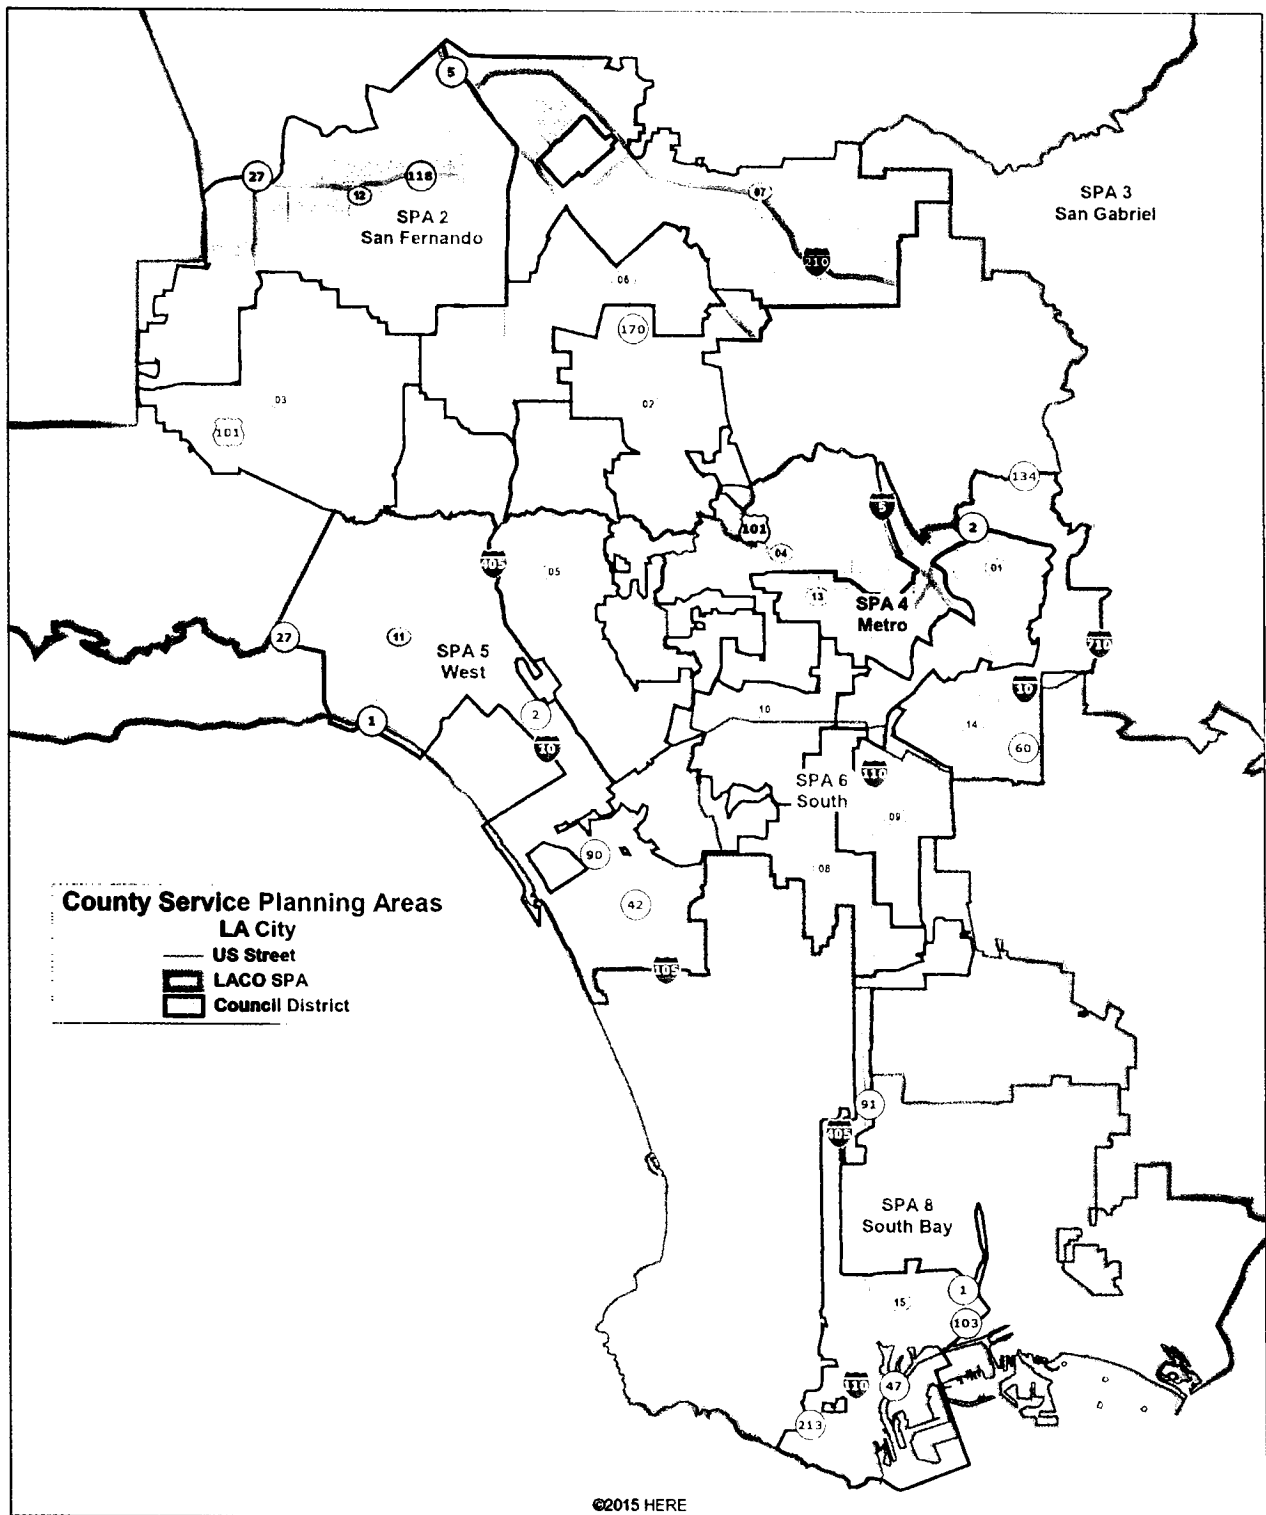 5
27
12
118
SPA 2
San Fernando
07
210
SPA 3
San Gabriel
06
170
03
101
02
134
5
101
2
04
405
05
01
13
SPA 4
Metro
27
11
SPA 5
West
710
10
1
2
10
14
60
10
110
SPA 6
South
09
90
08
42
County Service Planning Areas
LA City
US Street
LACO SPA
Council District
105
91
405
SPA 8
South Bay
1
15
103
110
47
213
©2015 HERE